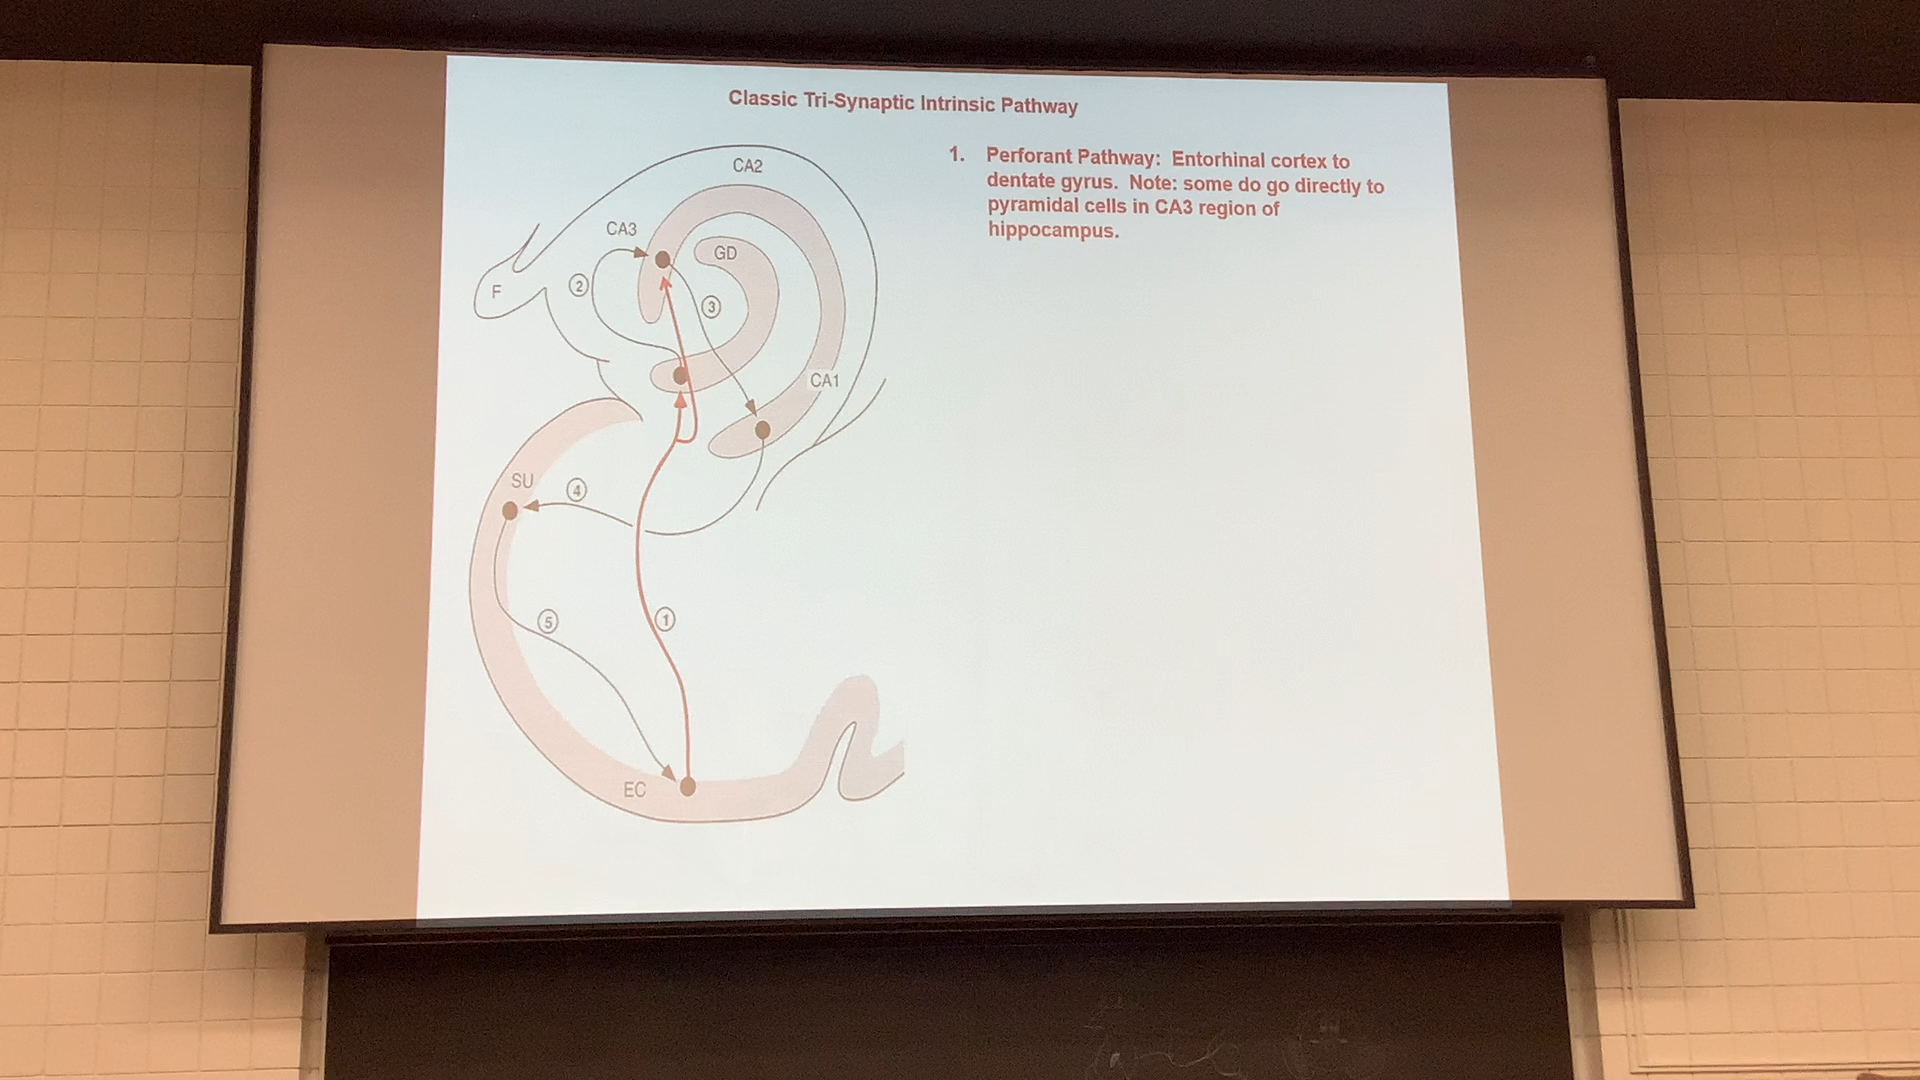 Classic Tri-Synaptic Intrinsic Pathway
1. Perforant Pathway: Entorhinal cortex to
dentate gyrus. Note: some do go directly to
pyramidal cells in CA3 region of
hippocampus.
CA2
CA3
GD
F
2
3
CA1
SU
4
5
1
EC